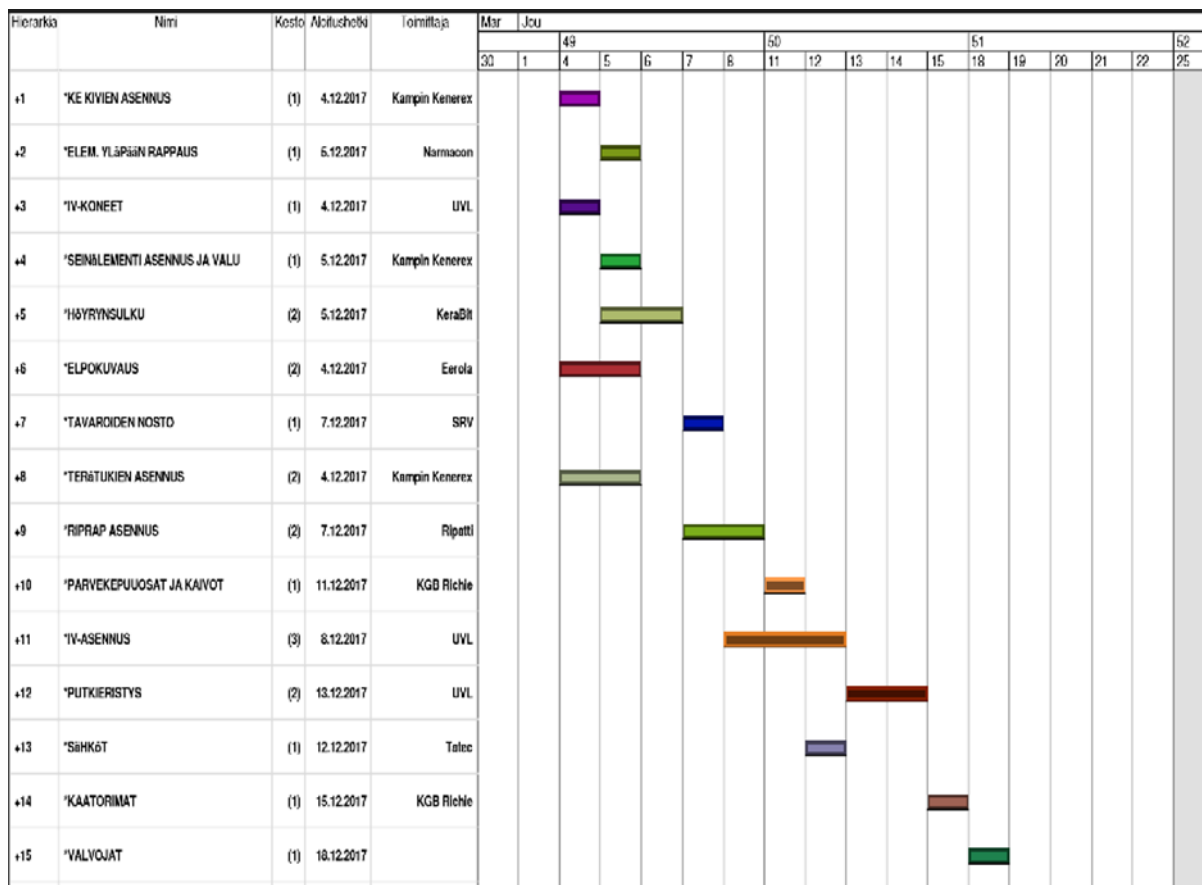 Hierarkia Nimi Kesto Aloitushetki Toimittaja Mar Jou
49 50 51 52
30 1 4 5 6 7 8 11 12 13 14 15 18 19 20 21 22 25
+1 *KE KIVIEN ASENNUS (1) 4.12.2017 Kampin Kenerex
+2 *ELEM. YLäPääN RAPPAUS (1) 5.12.2017 Narmacon
+3 *IV-KONEET (1) 4.12.2017 UVL
+4 *SEINäLEMENTI ASENNUS JA VALU (1) 5.12.2017 Kampin Kenerex
+5 *HöYRYNSULKU (2) 5.12.2017 KeraBit
+6 *ELPOKUVAUS (2) 4.12.2017 Eerola
+7 *TAVAROIDEN NOSTO (1) 7.12.2017 SRV
+8 *TERäTUKIEN ASENNUS (2) 4.12.2017 Kampin Kenerex
+9 *RIPRAP ASENNUS (2) 7.12.2017 Ripatti
+10 *PARVEKEPUUOSAT JA KAIVOT (1) 11.12.2017 KGB Richie
+11 *IV-ASENNUS (3) 8.12.2017 UVL
+12 *PUTKIERISTYS (2) 13.12.2017 UVL
+13 *SäHKöT (1) 12.12.2017 Tatec
+14 *KAATORIMAT (1) 15.12.2017 KGB Richie
+15 *VALVOJAT (1) 18.12.2017